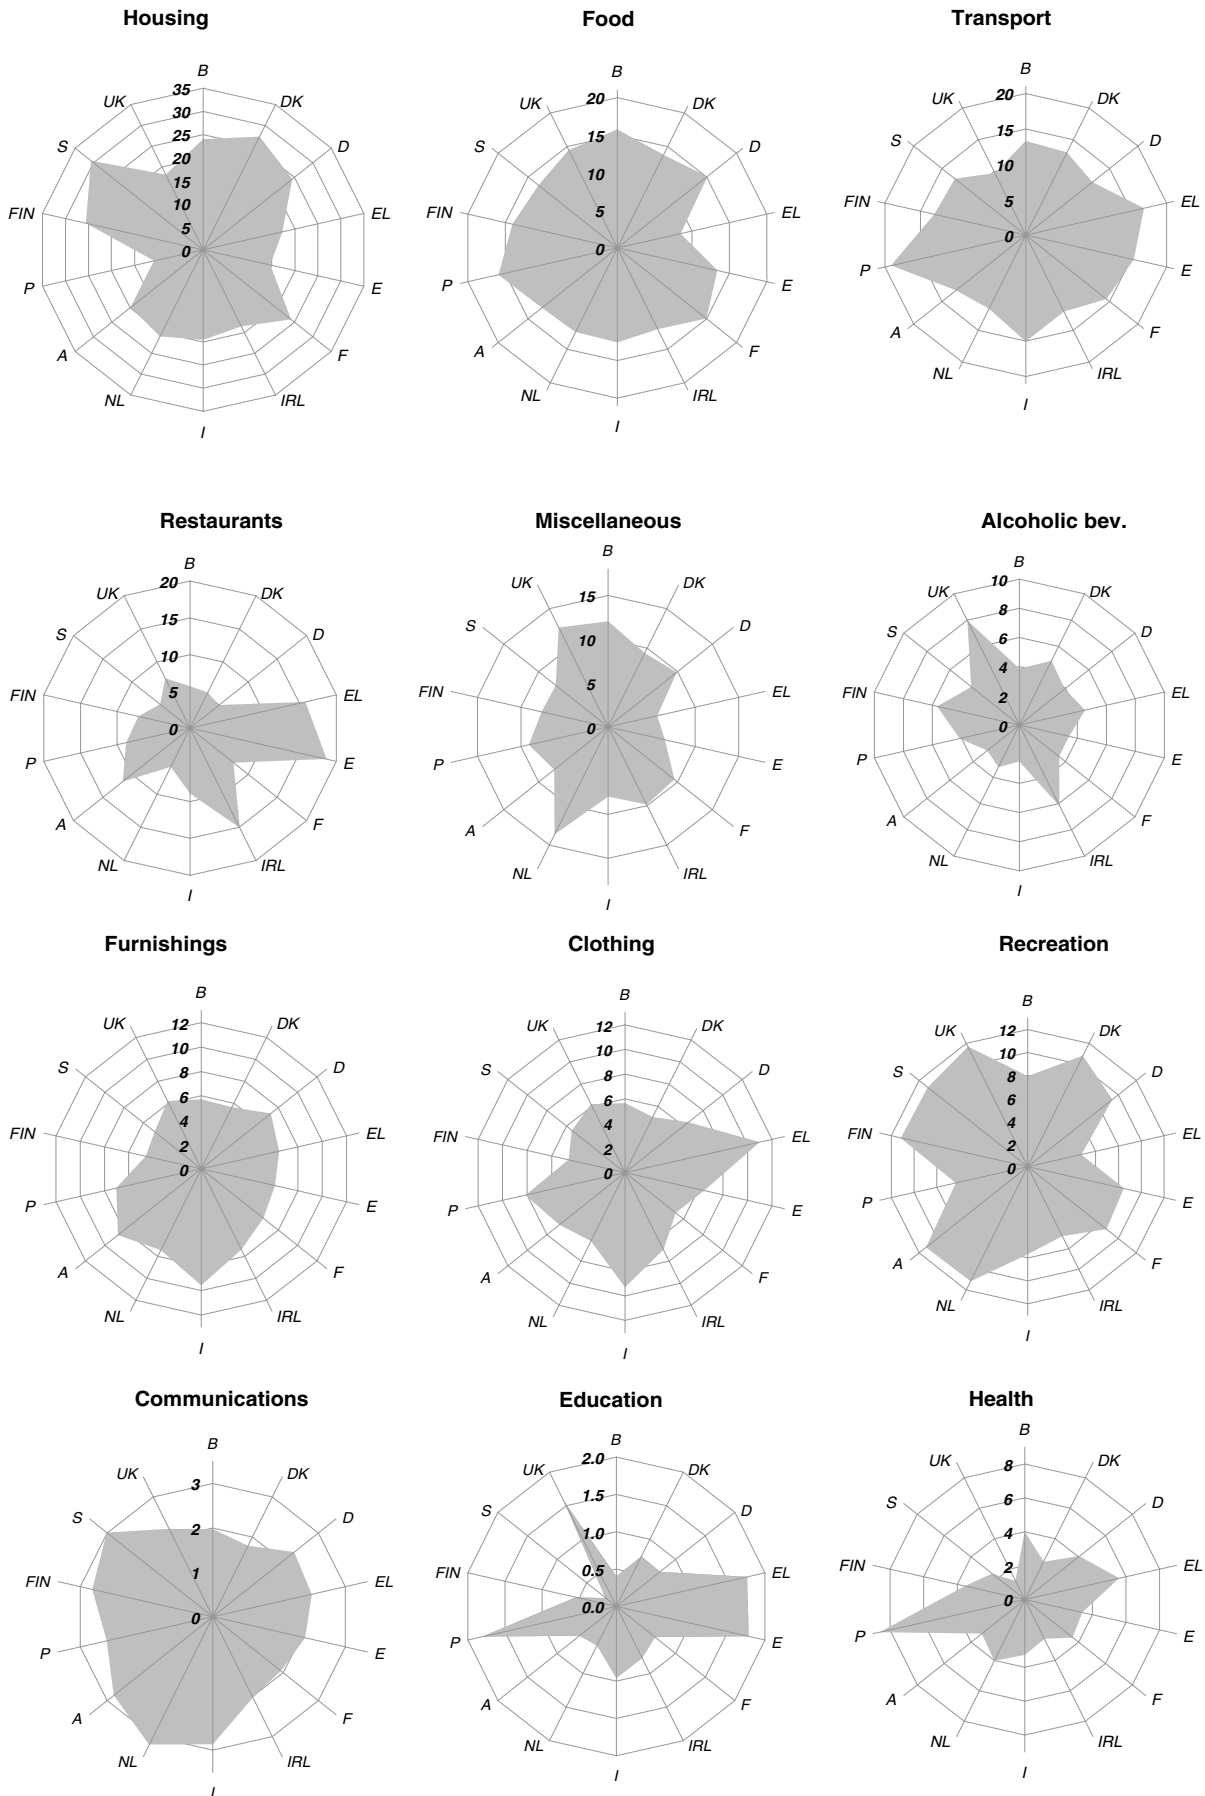 Housing
Food
Transport
B
35
30
25
20
15
10
5
0
DK
D
EL
E
F
IRL
I
NL
A
P
FIN
S
UK
B
20
15
10
5
0
DK
D
EL
E
F
IRL
I
NL
A
P
FIN
S
UK
B
20
15
10
5
0
DK
D
EL
E
F
IRL
I
NL
A
P
FIN
S
UK
Restaurants
Miscellaneous
Alcoholic bev.
B
20
15
10
5
0
DK
D
EL
E
F
IRL
I
NL
A
P
FIN
S
UK
B
15
10
5
0
DK
D
EL
E
F
IRL
I
NL
A
P
FIN
S
UK
B
10
8
6
4
2
0
DK
D
EL
E
F
IRL
I
NL
A
P
FIN
S
UK
Furnishings
Clothing
Recreation
B
12
10
8
6
4
2
0
DK
D
EL
E
F
IRL
I
NL
A
P
FIN
S
UK
B
12
10
8
6
4
2
0
DK
D
EL
E
F
IRL
I
NL
A
P
FIN
S
UK
B
12
10
8
6
4
2
0
DK
D
EL
E
F
IRL
I
NL
A
P
FIN
S
UK
Communications
Education
Health
B
3
2
1
0
DK
D
EL
E
F
IRL
I
NL
A
P
FIN
S
UK
B
2.0
1.5
1.0
0.5
0.0
DK
D
EL
E
F
IRL
I
NL
A
P
FIN
S
UK
B
8
6
4
2
0
DK
D
EL
E
F
IRL
I
NL
A
P
FIN
S
UK